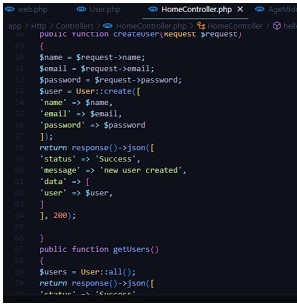 web.php User.php HomeController.php × AgeMid
app > Http > Controllers > HomeController.php > HomeController > hell
public function createUser(Request $request)
{
$name = $request->name;
$email = $request->email;
$password = $request->password;
$user = User::create([
'name' => $name,
'email' => $email,
'password' => $password
]);
return response()->json([
'status' => 'Success',
'message' => 'new user created',
'data' => [
'user' => $user,
]
], 200);
}
public function getUsers()
{
$users = User::all();
return response()->json([
'status' => 'Success'